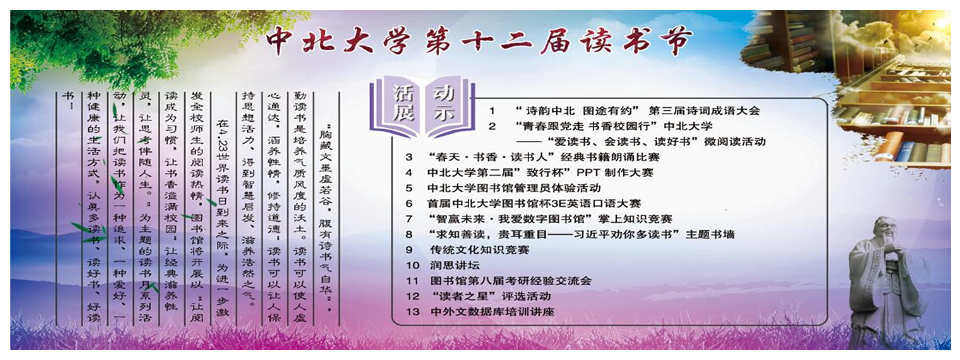 中北大学第十二届读书节
活动
展示
“胸藏文墨虚若谷，腹有诗书气自华”，
勤读书是培养气质风度的沃土。读书可以使人虚
心通达，涵养性情，修持道德；读书可以让人保
持思想活力、得到智慧启发、滋养浩然之气。
在4.23世界读书日到来之际，为进一步激
发全校师生的阅读热情，图书馆将开展以“让阅
读成为习惯，让书香溢满校园；让经典滋养性
灵，让思考伴随人生。”为主题的读书月系列活
动，让我们把读书作为一种追求、一种爱好、一
种健康的生活方式，认真多读书、读好书、好读
书！
1 “诗韵中北 图途有约” 第三届诗词成语大会
2 “青春跟党走 书香校园行”中北大学
——“爱读书、会读书、读好书”微阅读活动
3 “春天·书香·读书人”经典书籍朗诵比赛
4 中北大学第二届”致行杯”PPT 制作大赛
5 中北大学图书馆管理员体验活动
6 首届中北大学图书馆杯3E英语口语大赛
7 “智赢未来·我爱数字图书馆”掌上知识竞赛
8 “求知善读，贵耳重目——习近平劝你多读书”主题书墙
9 传统文化知识竞赛
10 润思讲坛
11 图书馆第八届考研经验交流会
12 “读者之星”评选活动
13 中外文数据库培训讲座